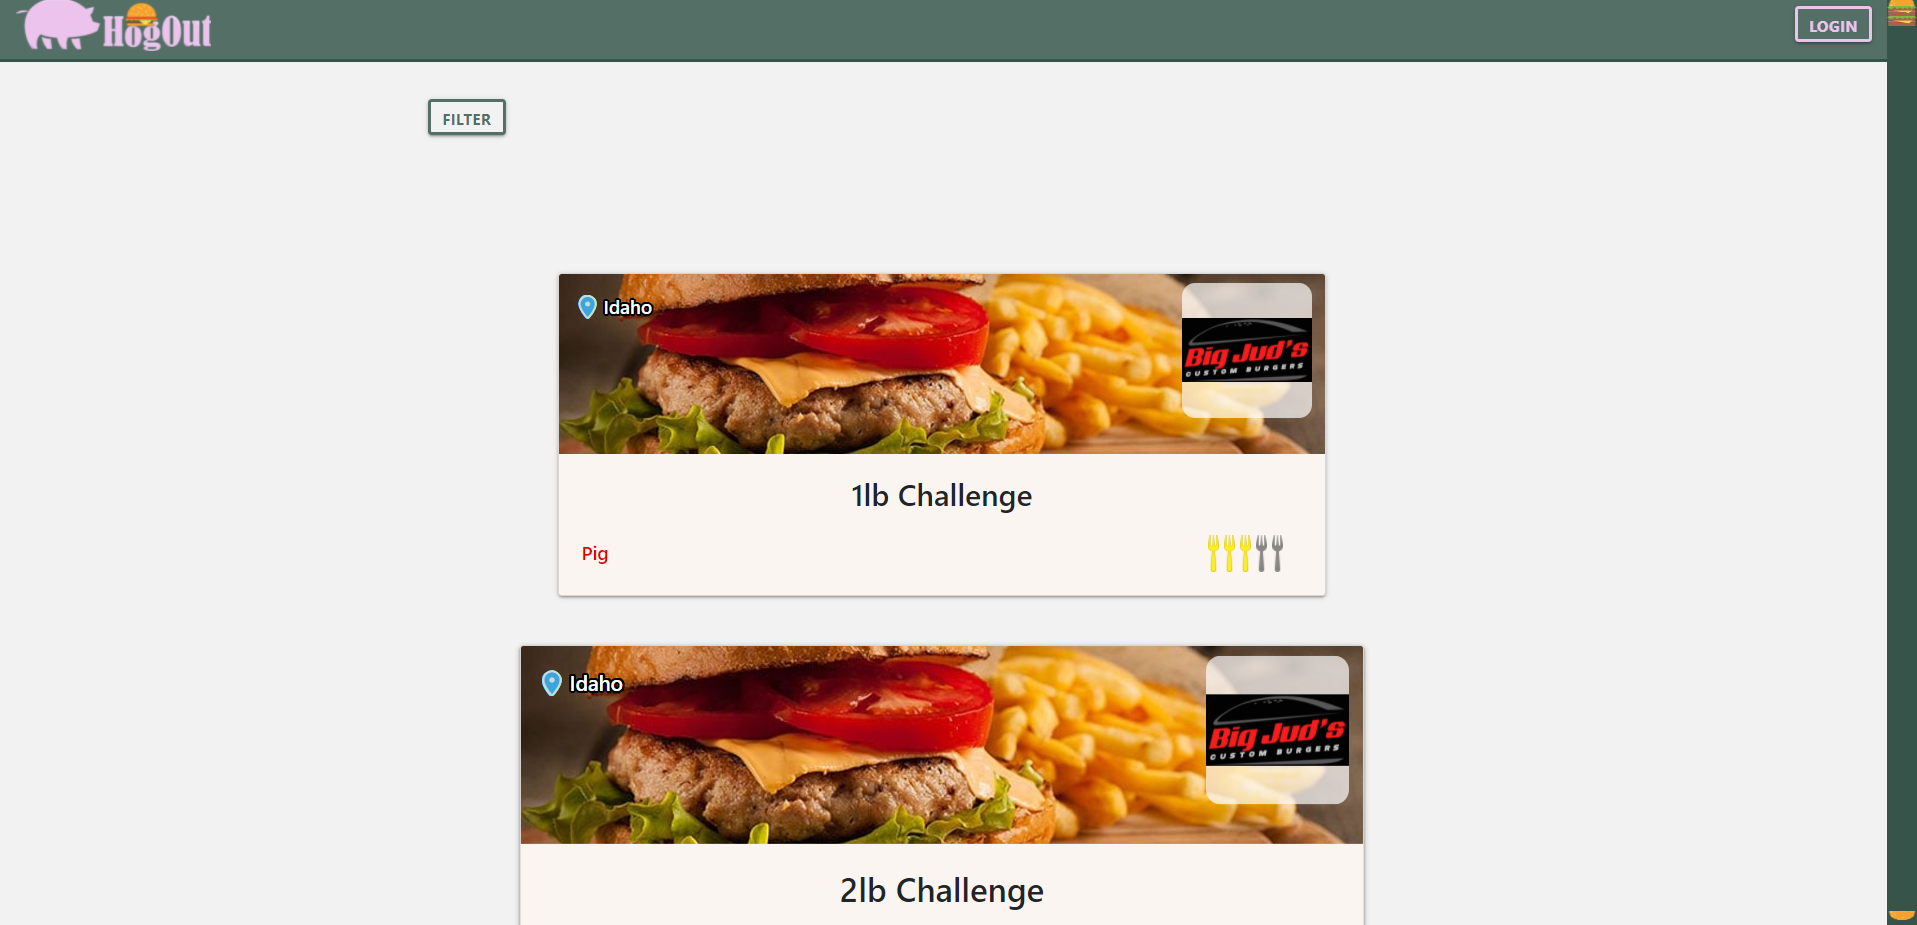 HogOut
LOGIN
FILTER
Idaho
Big Jud's
CUSTOM BURGERS
1lb Challenge
Pig
Idaho
Big Jud's
CUSTOM BURGERS
2lb Challenge